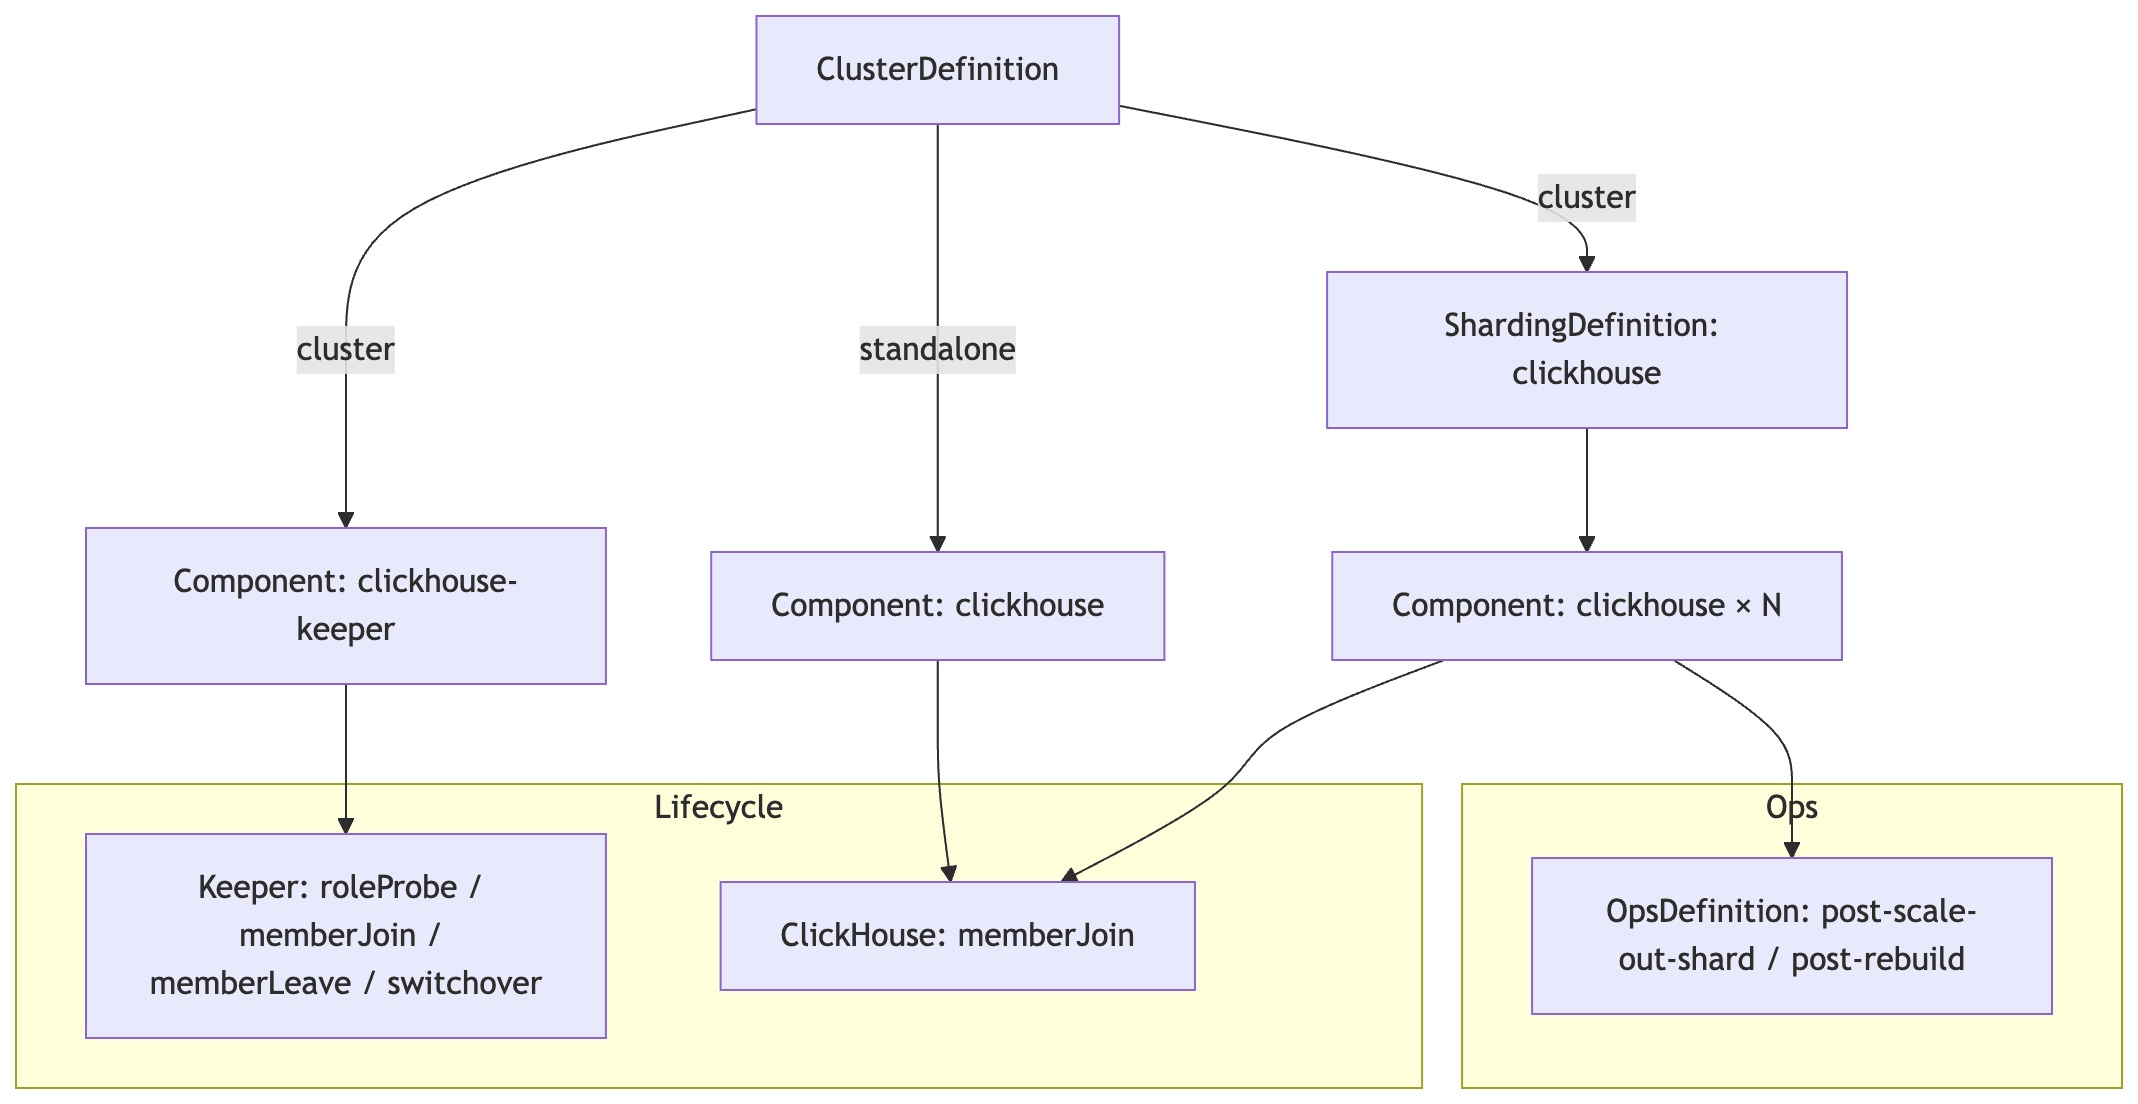 ClusterDefinition
cluster
ShardingDefinition:
clickhouse
cluster
standalone
Component: clickhouse-
keeper
Component: clickhouse
Component: clickhouse × N
Lifecycle
Ops
Keeper: roleProbe /
memberJoin /
memberLeave / switchover
ClickHouse: memberJoin
OpsDefinition: post-scale-
out-shard / post-rebuild